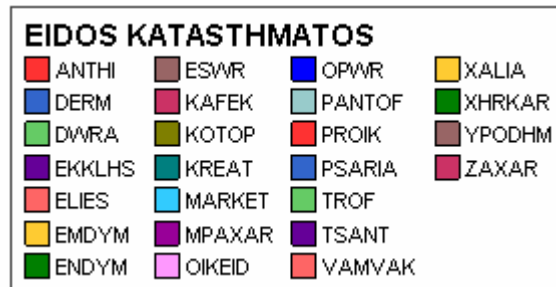 EIDOS KATASTHMATOS
ANTHI
DERM
DWRA
EKKLHS
ELIES
EMDYM
ENDYM
ESWR
KAFEK
KOTOP
KREAT
MARKET
MPAXAR
OIKEID
OPWR
PANTOF
PROIK
PSARIA
TROF
TSANT
VAMVAK
XALIA
XHRKAR
YPODHM
ZAXAR